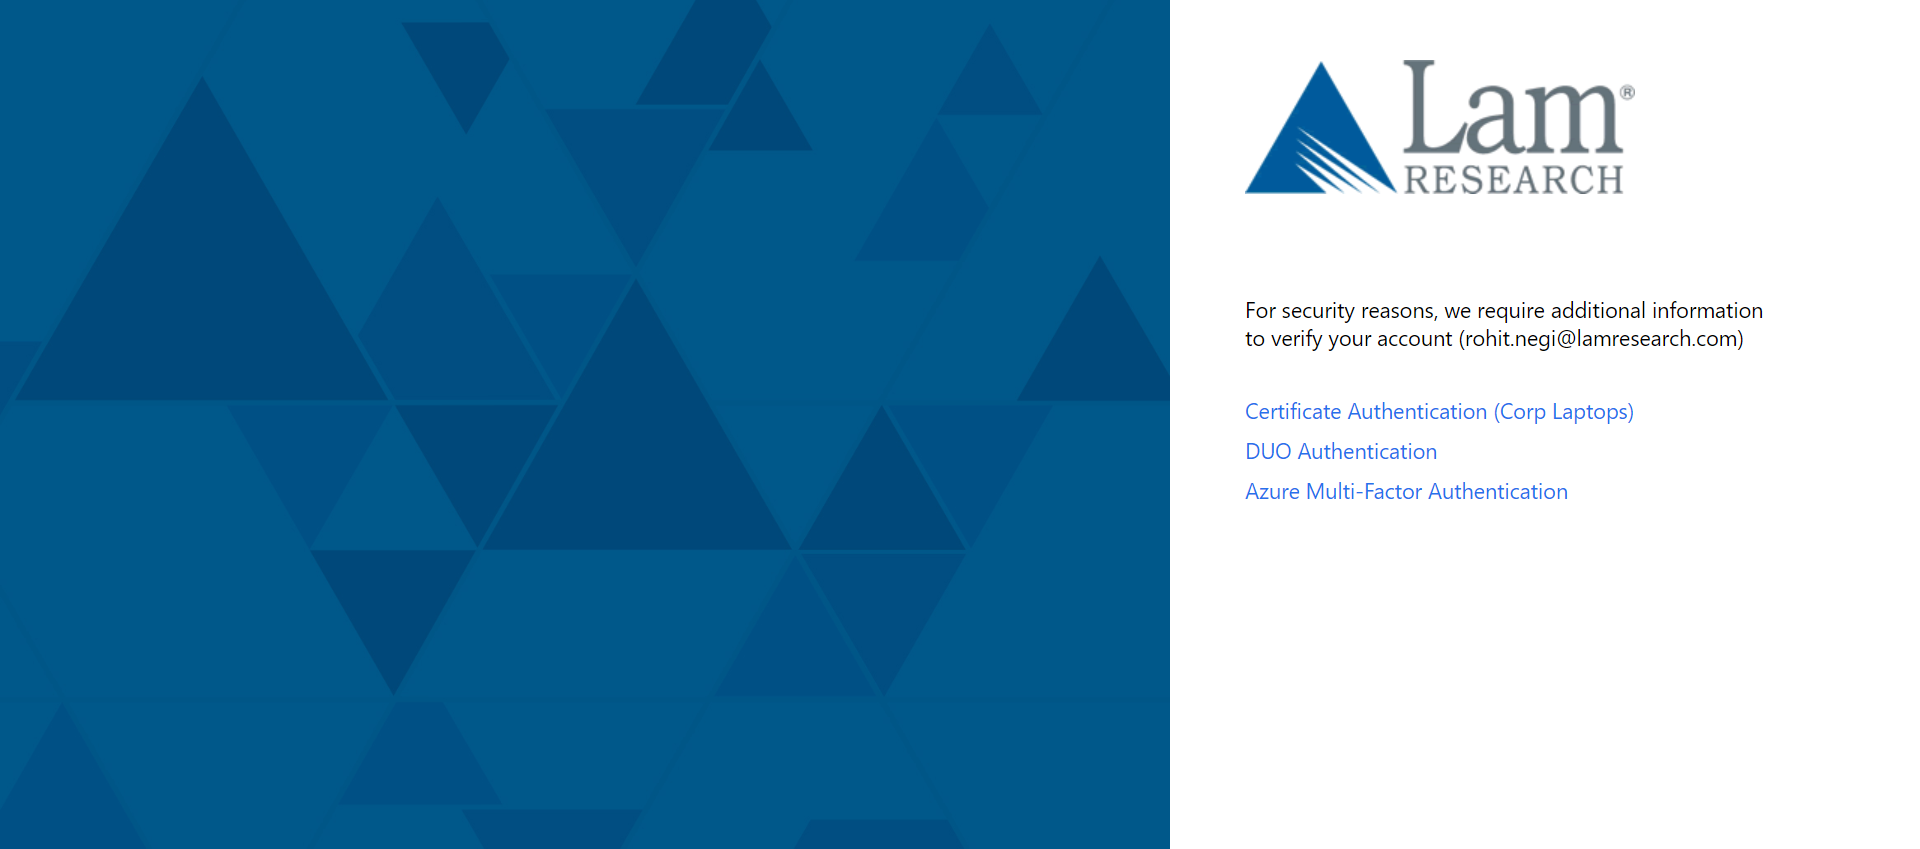 Lam®
RESEARCH
For security reasons, we require additional information
to verify your account (rohit.negi@lamresearch.com)
Certificate Authentication (Corp Laptops)
DUO Authentication
Azure Multi-Factor Authentication